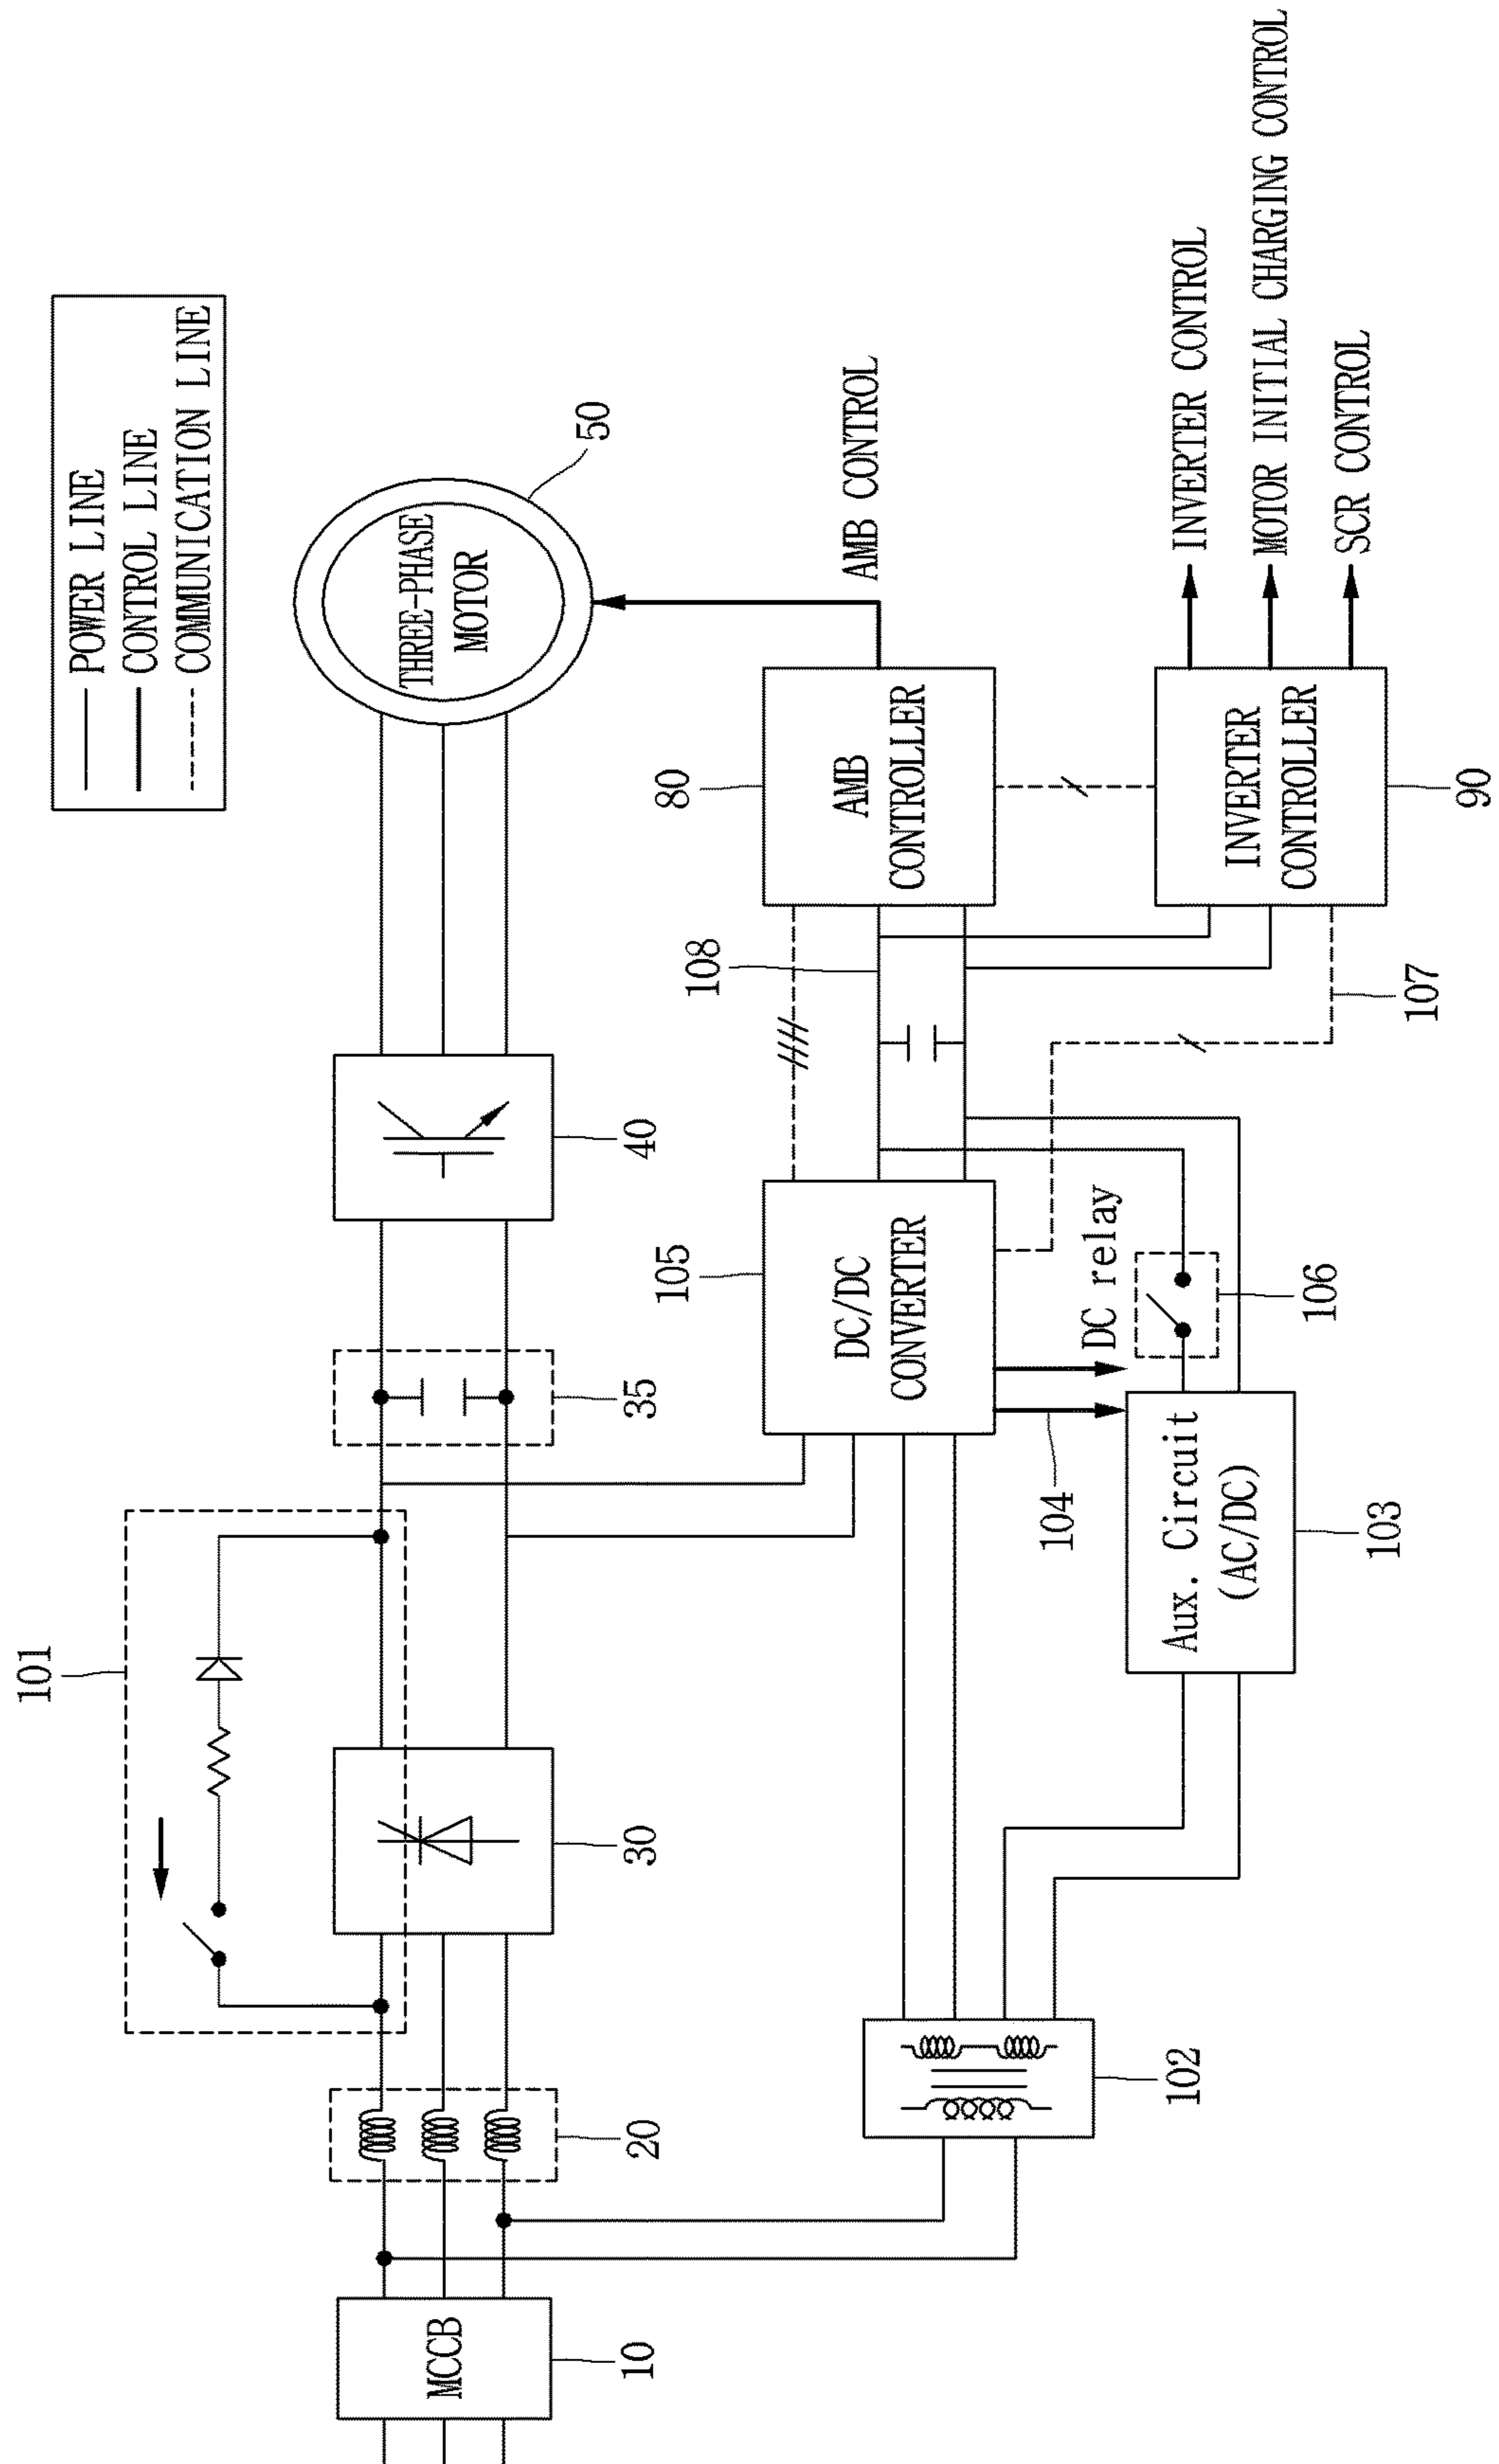 POWER LINE
CONTROL LINE
COMMUNICATION LINE
101
MCCB
10
20
30
35
40
THREE-PHASE
MOTOR
50
102
105
DC/DC
CONVERTER
108
80
AMB
CONTROLLER
AMB CONTROL
104
DC relay
Aux. Circuit
(AC/DC)
103
106
107
INVERTER
CONTROLLER
90
INVERTER CONTROL
MOTOR INITIAL CHARGING CONTROL
SCR CONTROL